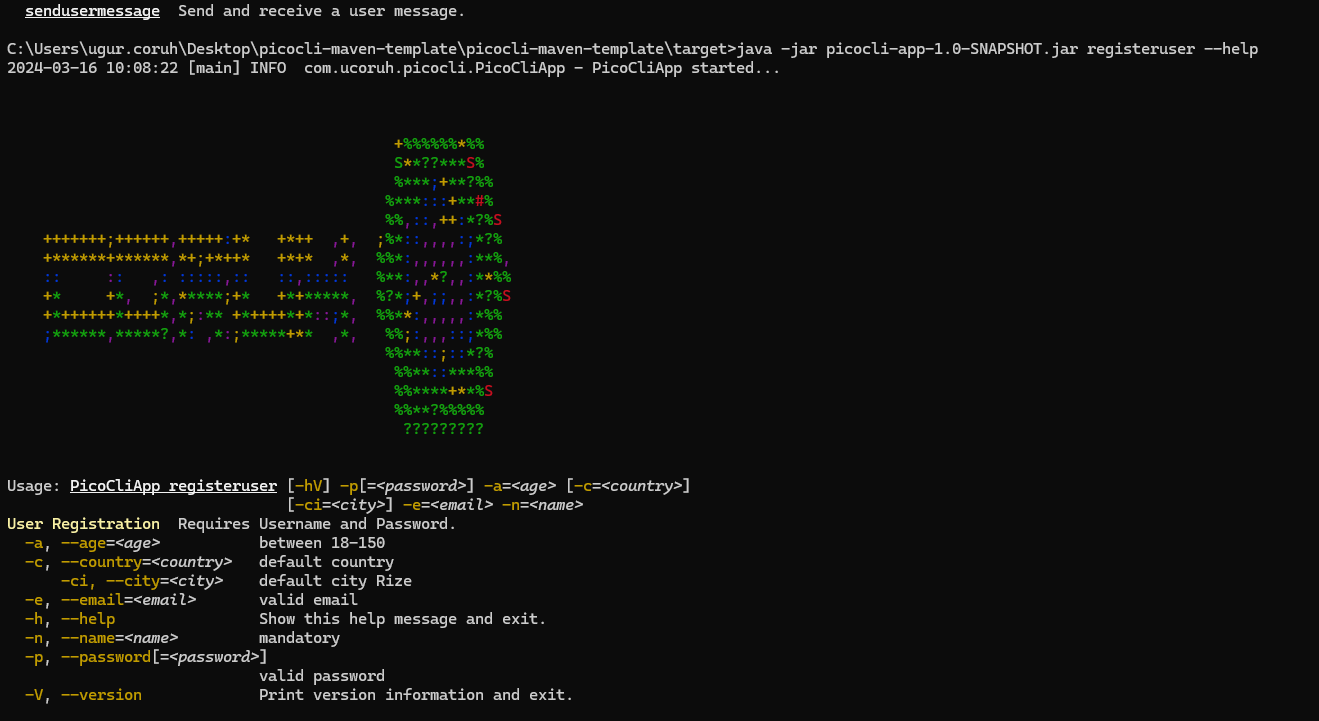 sendusermessage  Send and receive a user message.

C:\Users\ugur.coruh\Desktop\picocli-maven-template\picocli-maven-template\target>java -jar picocli-app-1.0-SNAPSHOT.jar registeruser --help
2024-03-16 10:08:22 [main] INFO  com.ucoruh.picocli.PicoCliApp - PicoCliApp started...

                                           +%%%%%%*%%
                                           S**??***S%
                                           %***;+**?%%
                                          %***:::+**#%
                                          %%,::,++:*?%S
    +++++++;++++++,+++++:+*   +*++  ,+,  ;%*::,,,,:;*?%
    +******+******,*+;+*++*   +*+*  ,*,  %%*:,,,,,,:**%,
    ::     ::   ,: :::::,::   ::,:::::   %**:,,*?,,:**%%
    +*     +*,  ;*,*****;+*   +*+*****,  %?*;+,;;,,:*?%S
    +*++++++*++++*,*;:** +*++++*+*::;*,  %%**:,,,,,:*%%
    ;******,*****?,*: ,*:;*****+**  ,*,   %%;:,,,::;*%%
                                          %%**::;::*?%
                                           %%**::***%%
                                           %%****+**%S
                                           %%**?%%%%%
                                            ?????????

Usage: PicoCliApp registeruser [-hV] -p[=<password>] -a=<age> [-c=<country>]
                               [-ci=<city>] -e=<email> -n=<name>
User Registration  Requires Username and Password.
  -a, --age=<age>           between 18-150
  -c, --country=<country>   default country
      -ci, --city=<city>    default city Rize
  -e, --email=<email>       valid email
  -h, --help                Show this help message and exit.
  -n, --name=<name>         mandatory
  -p, --password[=<password>]
                            valid password
  -V, --version             Print version information and exit.